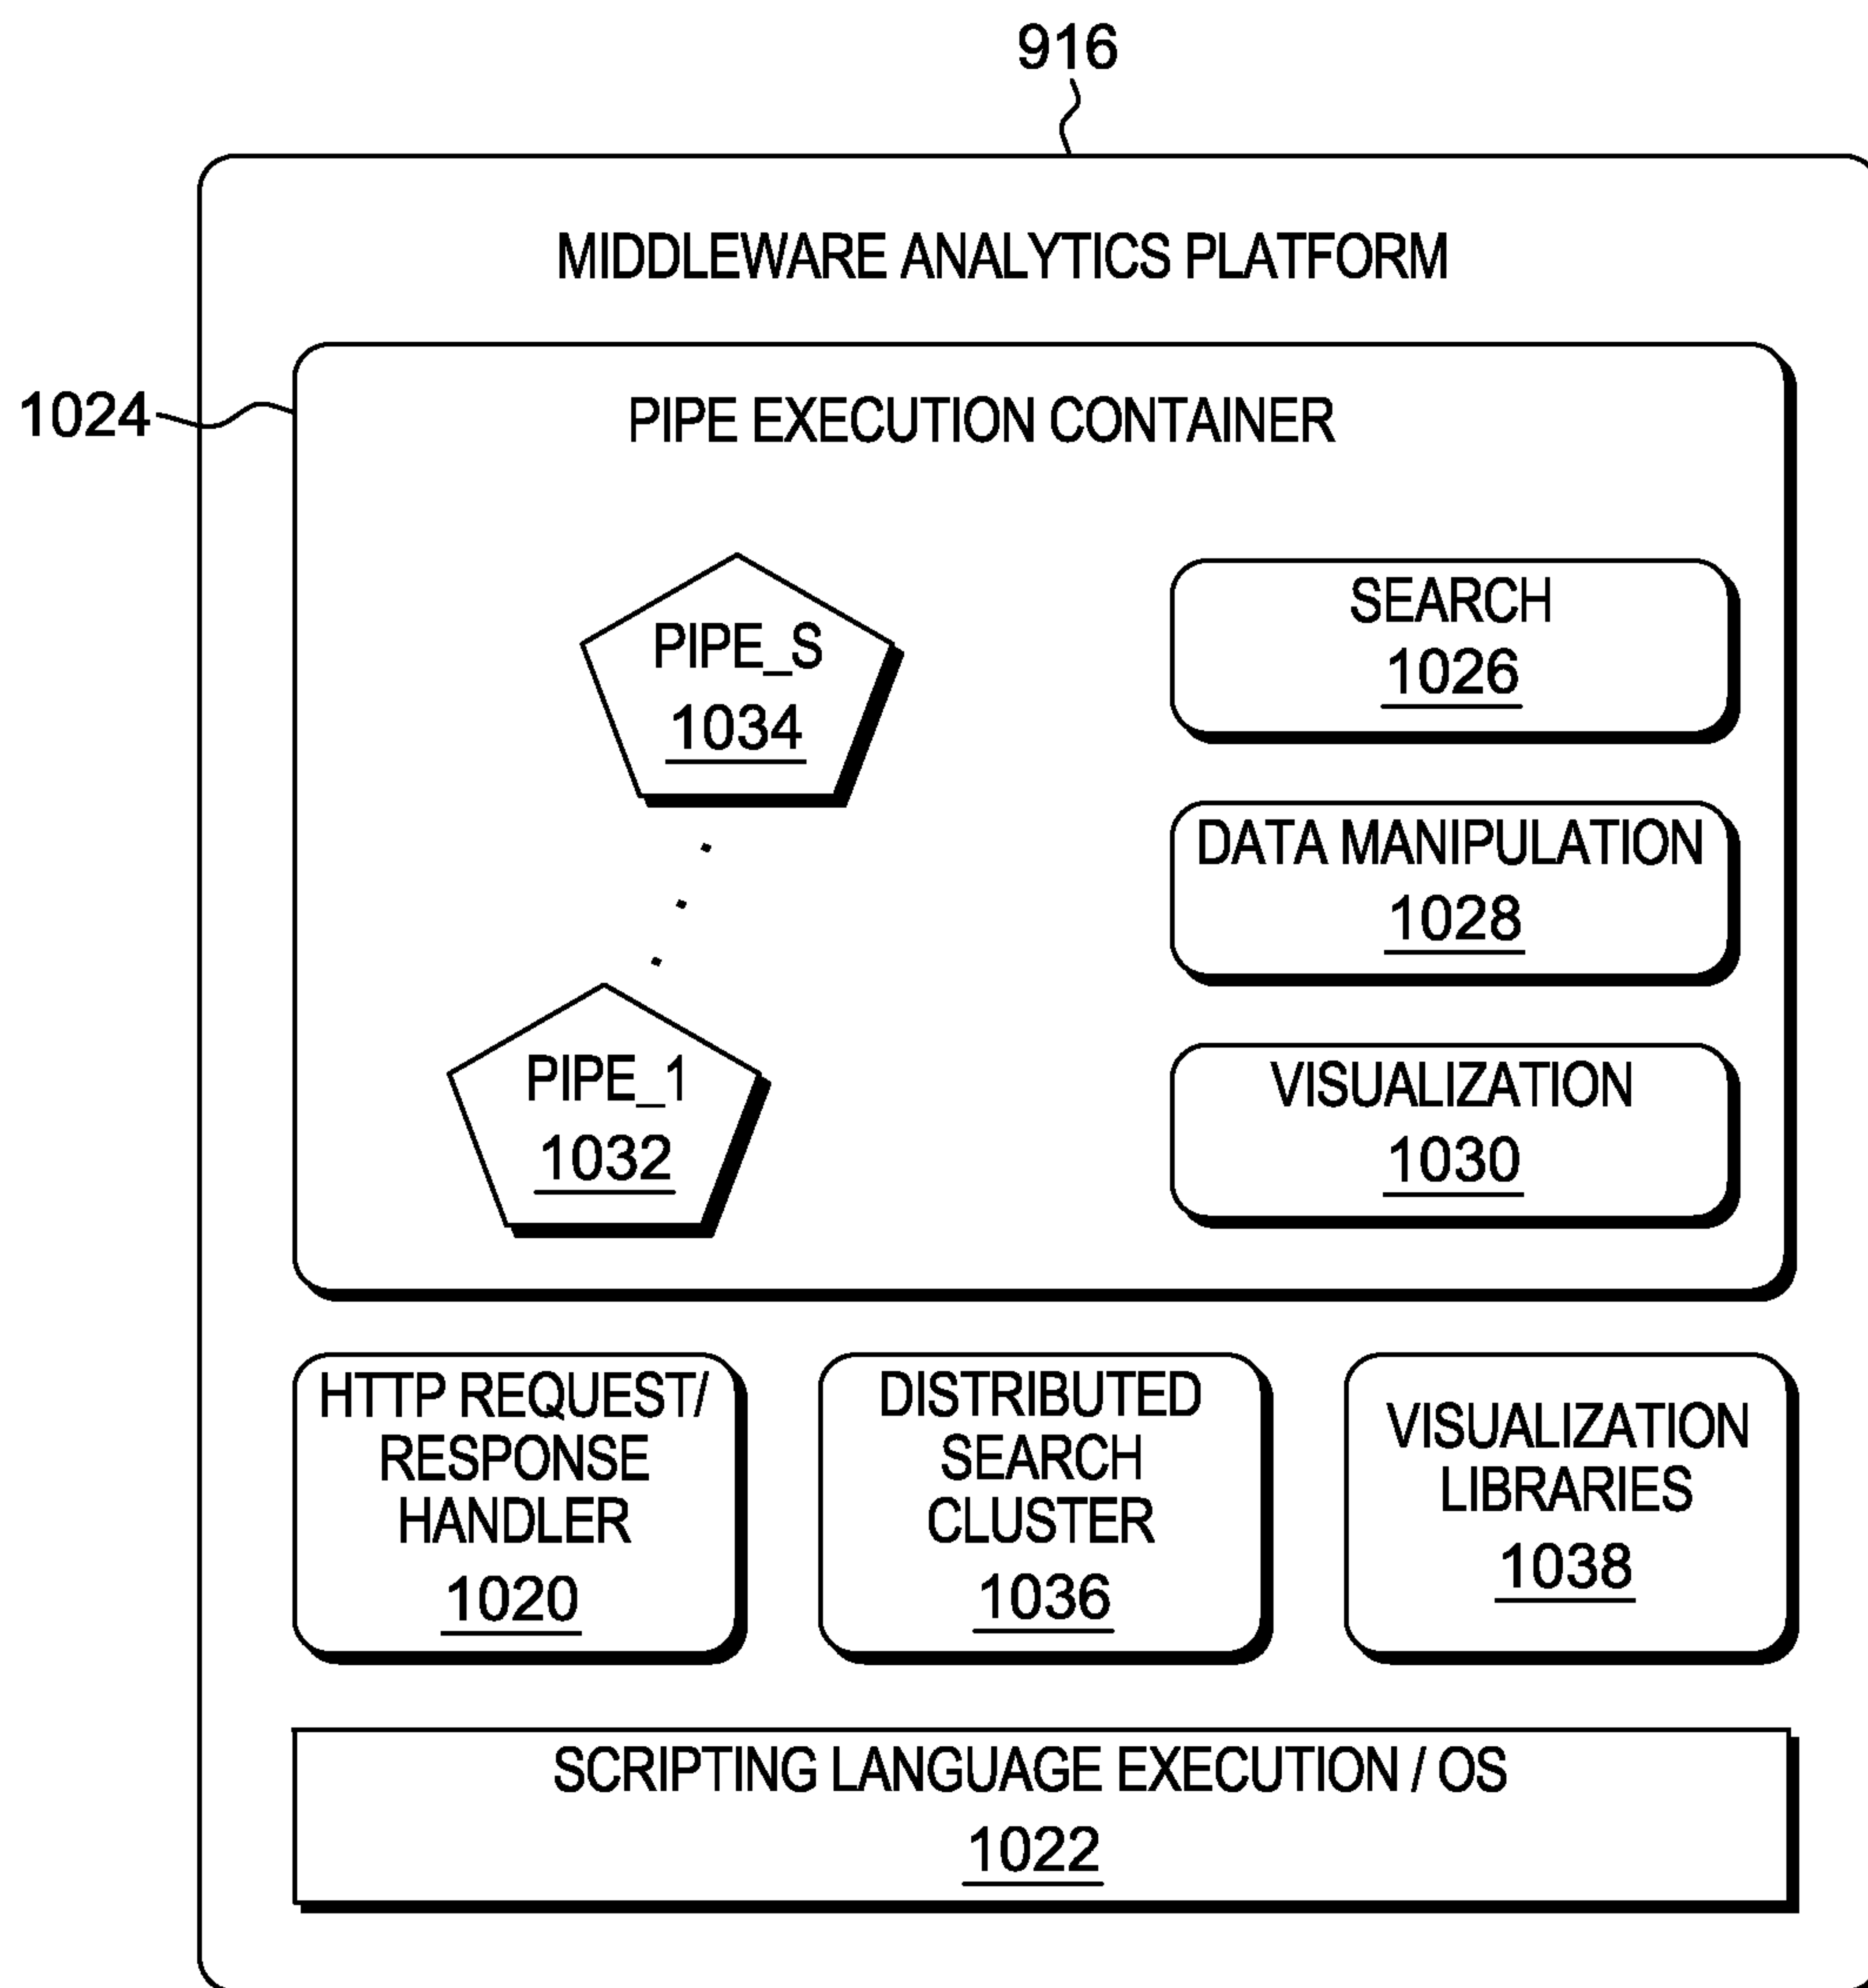 916
MIDDLEWARE ANALYTICS PLATFORM
1024
PIPE EXECUTION CONTAINER
PIPE_S
1034
SEARCH
1026
DATA MANIPULATION
1028
PIPE_1
1032
VISUALIZATION
1030
HTTP REQUEST/
RESPONSE
HANDLER
1020
DISTRIBUTED
SEARCH
CLUSTER
1036
VISUALIZATION
LIBRARIES
1038
SCRIPTING LANGUAGE EXECUTION / OS
1022